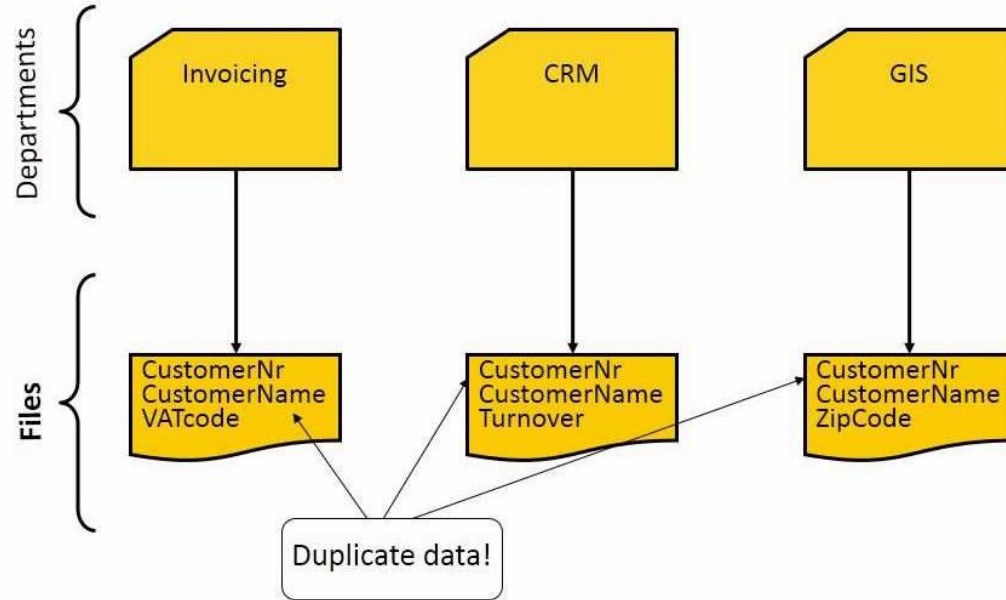 Departments
Invoicing
CRM
GIS
Files
CustomerNr
CustomerName
VATcode
CustomerNr
CustomerName
Turnover
CustomerNr
CustomerName
ZipCode
Duplicate data!